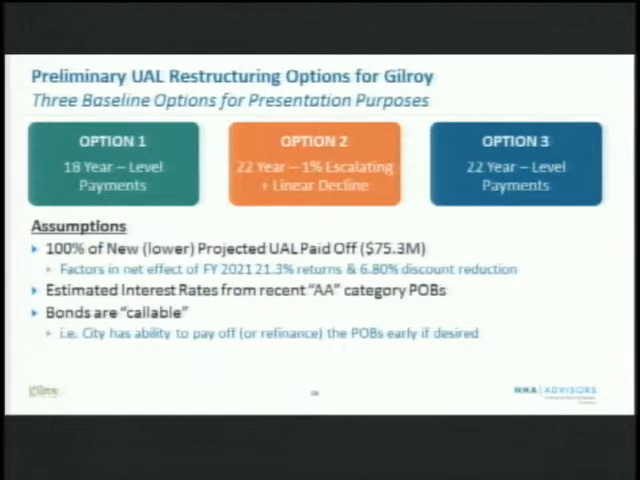 Preliminary UAL Restructuring Options for Gilroy
Three Baseline Options for Presentation Purposes
OPTION 1
18 Year – Level
Payments
OPTION 2
22 Year – 1% Escalating
+ Linear Decline
OPTION 3
22 Year – Level
Payments
Assumptions
100% of New (lower) Projected UAL Paid Off ($75.3M)
Factors in net effect of FY 2021 21.3% returns & 6.80% discount reduction
Estimated Interest Rates from recent "AA" category POBs
Bonds are "callable"
i.e. City has ability to pay off (or refinance) the POBs early if desired
Gilroy
NHA | ADVISORS